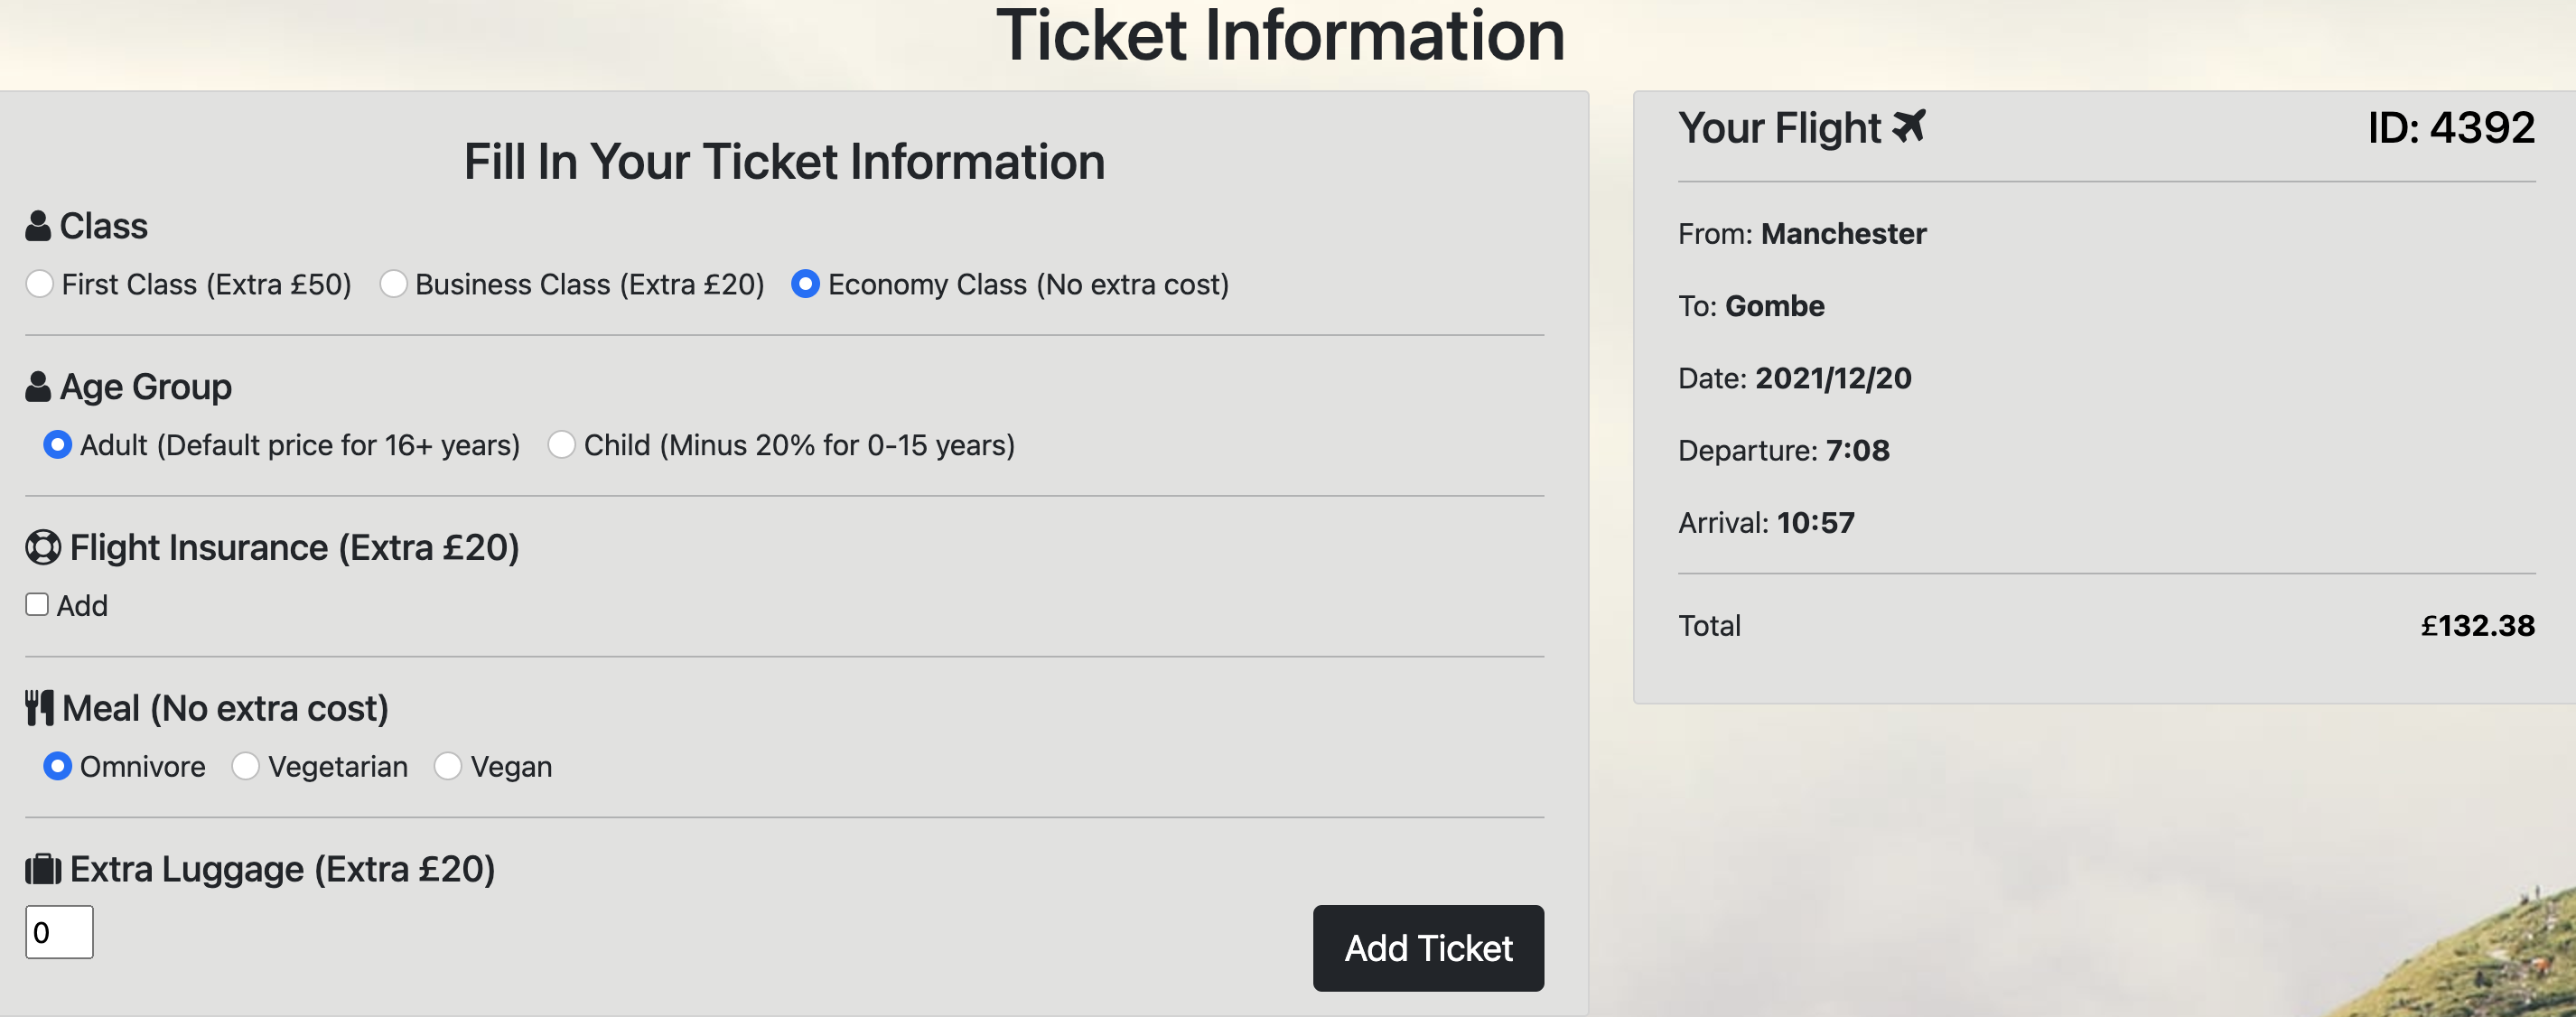 Ticket Information
Fill In Your Ticket Information
Class
First Class (Extra £50) Business Class (Extra £20) Economy Class (No extra cost)
Age Group
Adult (Default price for 16+ years) Child (Minus 20% for 0-15 years)
Flight Insurance (Extra £20)
Add
Meal (No extra cost)
Omnivore Vegetarian Vegan
Extra Luggage (Extra £20)
0
Add Ticket
Your Flight ID: 4392
From: Manchester
To: Gombe
Date: 2021/12/20
Departure: 7:08
Arrival: 10:57
Total £132.38